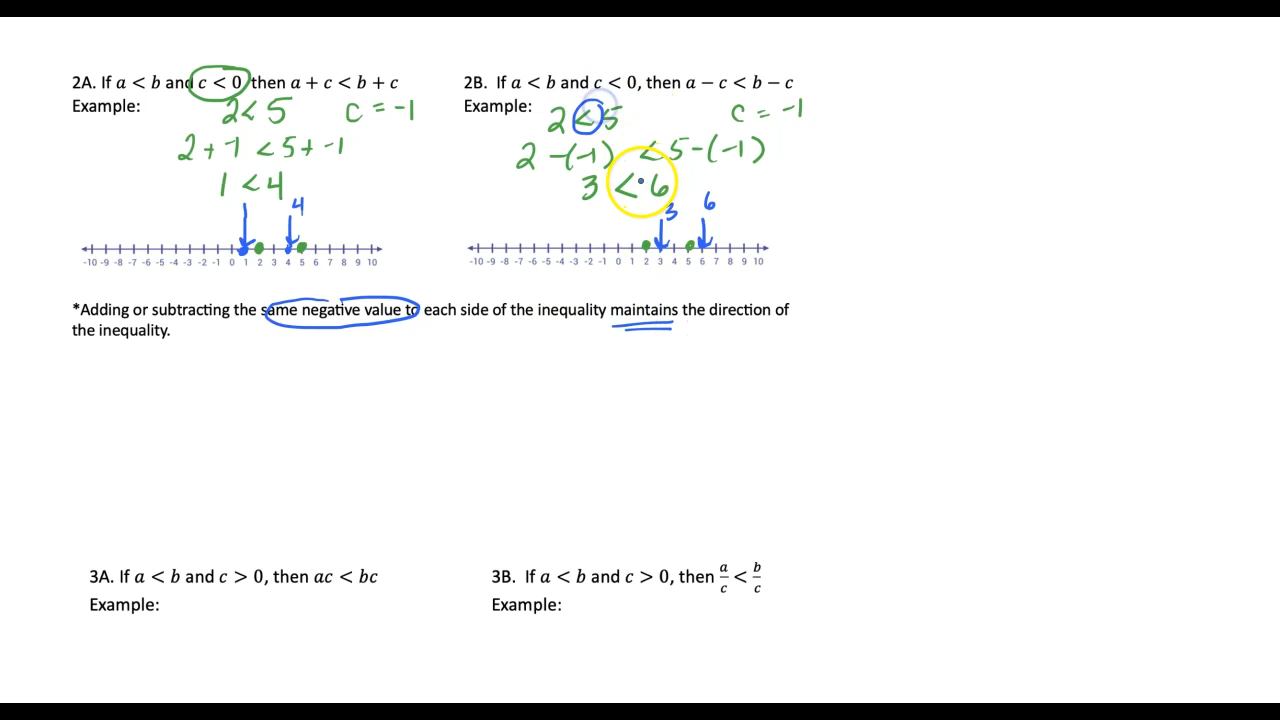 2A. If a < b and c < 0, then a + c < b + c
Example:
2 < 5 c = -1
2 + -1 < 5 + -1
1 < 4
4
-10 -9 -8 -7 -6 -5 -4 -3 -2 -1 0 1 2 3 4 5 6 7 8 9 10
2B. If a < b and c < 0, then a − c < b − c
Example:
2 < 5 c = -1
2 -(-1) < 5 -(-1)
3 < 6
3 6
-10 -9 -8 -7 -6 -5 -4 -3 -2 -1 0 1 2 3 4 5 6 7 8 9 10
*Adding or subtracting the same negative value to each side of the inequality maintains the direction of
the inequality.
3A. If a < b and c > 0, then ac < bc
Example:
3B. If a < b and c > 0, then a/c < b/c
Example: